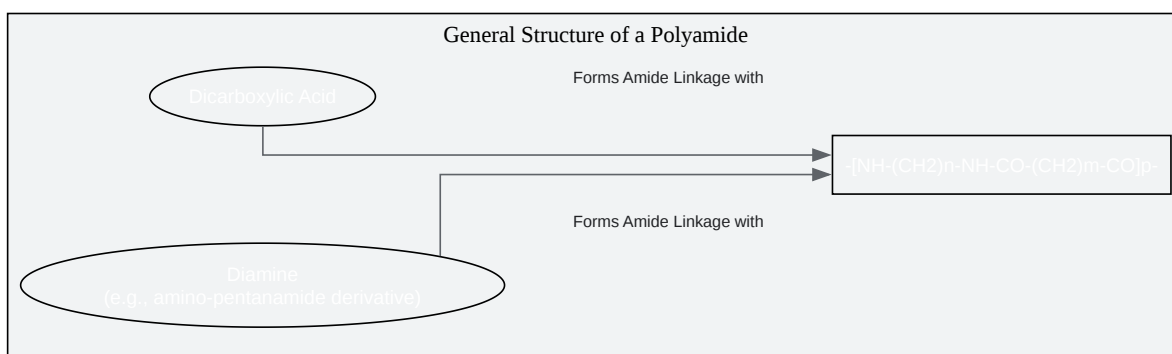 General Structure of a Polyamide
Forms Amide Linkage with
Dicarboxylic Acid
-[NH-(CH2)n-NH-CO-(CH2)m-CO]p-
Forms Amide Linkage with
Diamine
(e.g., amino-pentanamide derivative)